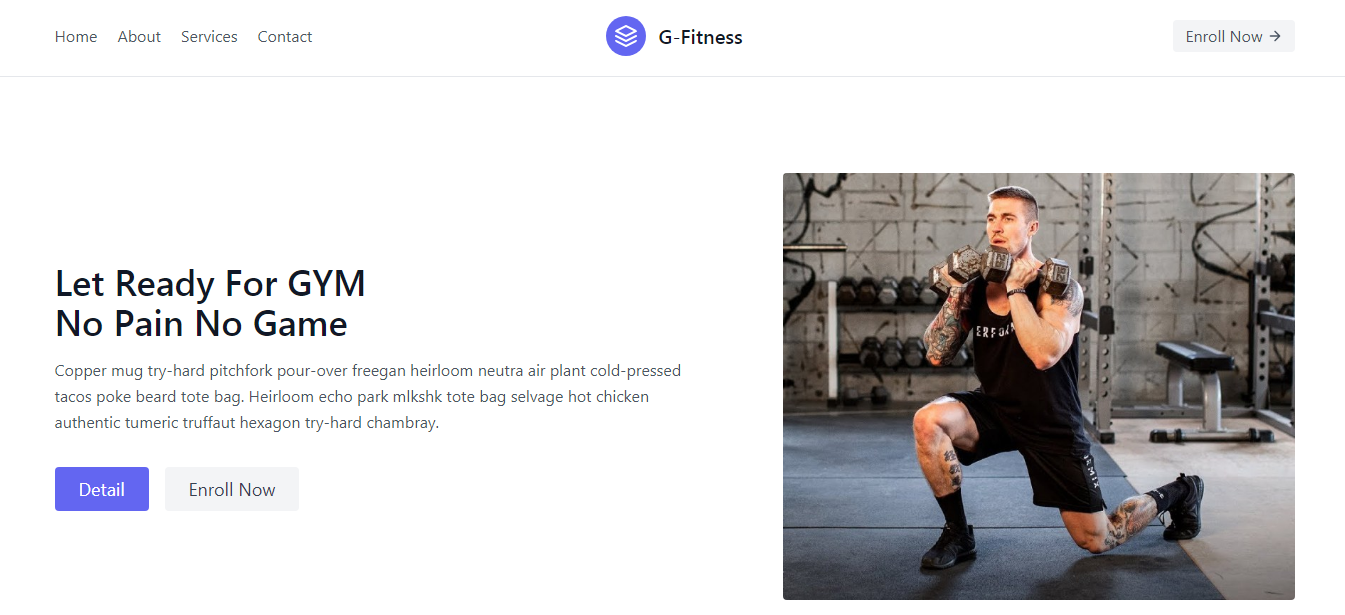 Home About Services Contact
G-Fitness
Enroll Now →
Let Ready For GYM
No Pain No Game
Copper mug try-hard pitchfork pour-over freegan heirloom neutra air plant cold-pressed
tacos poke beard tote bag. Heirloom echo park mlkshk tote bag selvage hot chicken
authentic tumeric truffaut hexagon try-hard chambray.
Detail Enroll Now